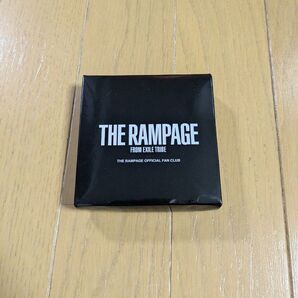 THE RAMPAGE
FROM EXILE TRIBE
THE RAMPAGE OFFICIAL FAN CLUB